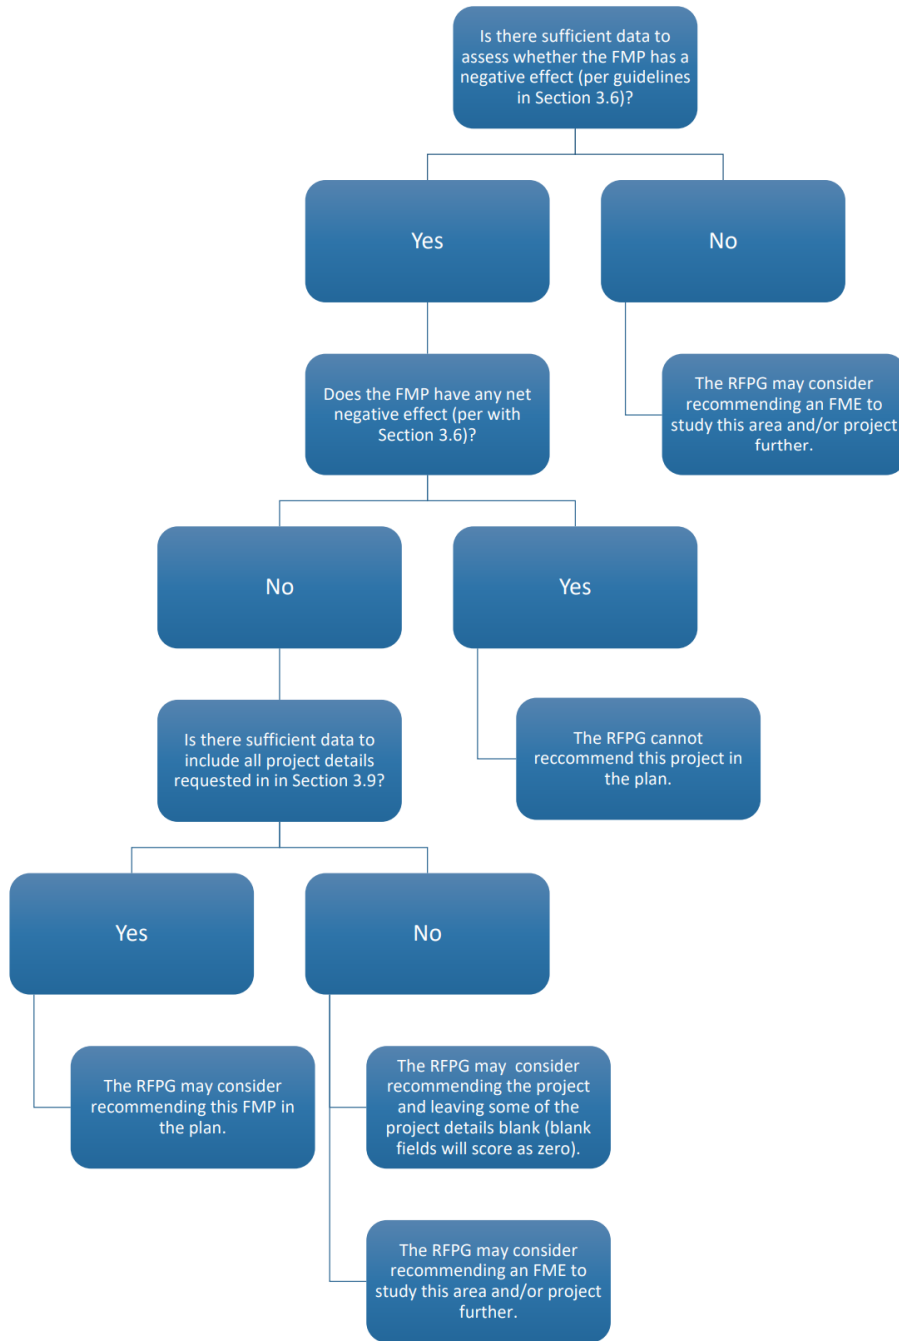 Is there sufficient data to
assess whether the FMP has a
negative effect (per guidelines
in Section 3.6)?
Yes
No
Does the FMP have any net
negative effect (per with
Section 3.6)?
The RFPG may consider
recommending an FME to
study this area and/or project
further.
No
Yes
Is there sufficient data to
include all project details
requested in in Section 3.9?
The RFPG cannot
reccommend this project in
the plan.
Yes
No
The RFPG may consider
recommending this FMP in
the plan.
The RFPG may  consider
recommending the project
and leaving some of the
project details blank (blank
fields will score as zero).
The RFPG may consider
recommending an FME to
study this area and/or project
further.